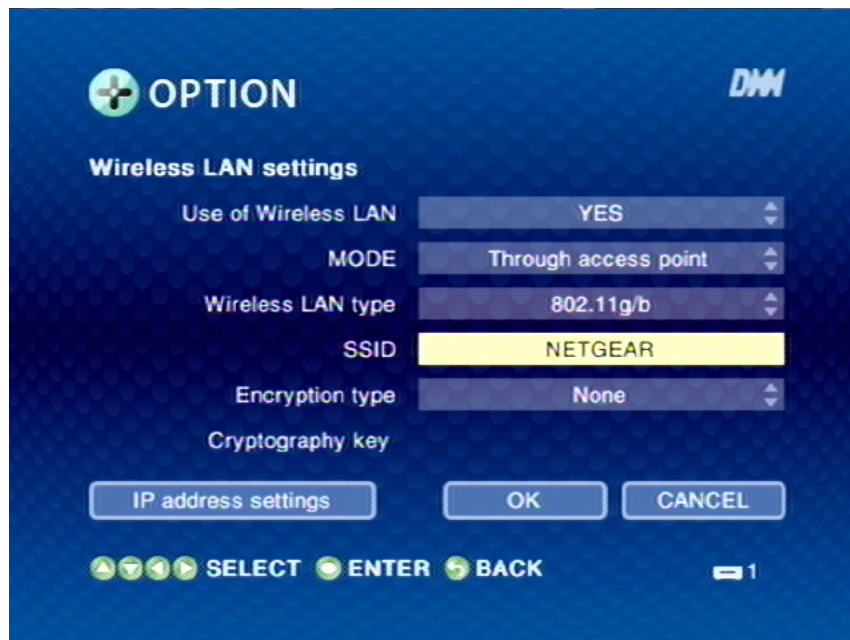 OPTION
DMM
Wireless LAN settings
Use of Wireless LAN YES
MODE Through access point
Wireless LAN type 802.11g/b
SSID NETGEAR
Encryption type None
Cryptography key
IP address settings OK CANCEL
SELECT ENTER BACK 1